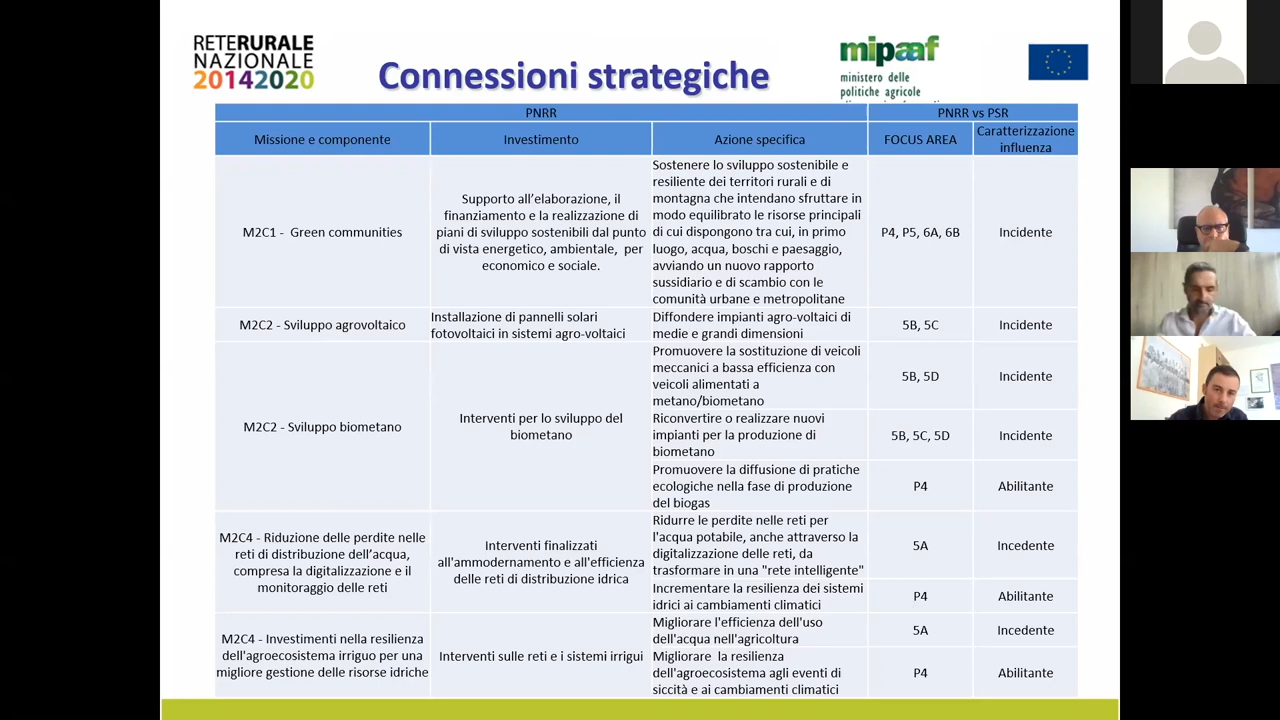 RETERURALE
NAZIONALE
20142020
Connessioni strategiche
mipaaf
ministero delle
politiche agricole
PNRR
PNRR vs PSR
Missione e componente
Investimento
Azione specifica
FOCUS AREA
Caratterizzazione
influenza
M2C1 - Green communities
Supporto all'elaborazione, il
finanziamento e la realizzazione di
piani di sviluppo sostenibili dal punto
di vista energetico, ambientale, per
economico e sociale.
Sostenere lo sviluppo sostenibile e
resiliente dei territori rurali e di
montagna che intendano sfruttare in
modo equilibrato le risorse principali
di cui dispongono tra cui, in primo
luogo, acqua, boschi e paesaggio,
avviando un nuovo rapporto
sussidiario e di scambio con le
comunità urbane e metropolitane
P4, P5, 6A, 6B
Incidente
M2C2 - Sviluppo agrovoltaico
Installazione di pannelli solari
fotovoltaici in sistemi agro-voltaici
Diffondere impianti agro-voltaici di
medie e grandi dimensioni
5B, 5C
Incidente
M2C2 - Sviluppo biometano
Interventi per lo sviluppo del
biometano
Promuovere la sostituzione di veicoli
meccanici a bassa efficienza con
veicoli alimentati a
metano/biometano
5B, 5D
Incidente
Riconvertire o realizzare nuovi
impianti per la produzione di
biometano
5B, 5C, 5D
Incidente
Promuovere la diffusione di pratiche
ecologiche nella fase di produzione
del biogas
P4
Abilitante
M2C4 - Riduzione delle perdite nelle
reti di distribuzione dell'acqua,
compresa la digitalizzazione e il
monitoraggio delle reti
Interventi finalizzati
all'ammodernamento e all'efficienza
delle reti di distribuzione idrica
Ridurre le perdite nelle reti per
l'acqua potabile, anche attraverso la
digitalizzazione delle reti, da
trasformare in una "rete intelligente"
5A
Incedente
Incrementare la resilienza dei sistemi
idrici ai cambiamenti climatici
P4
Abilitante
M2C4 - Investimenti nella resilienza
dell'agroecosistema irriguo per una
migliore gestione delle risorse idriche
Interventi sulle reti e i sistemi irrigui
Migliorare l'efficienza dell'uso
dell'acqua nell'agricoltura
5A
Incedente
Migliorare la resilienza
dell'agroecosistema agli eventi di
siccità e ai cambiamenti climatici
P4
Abilitante